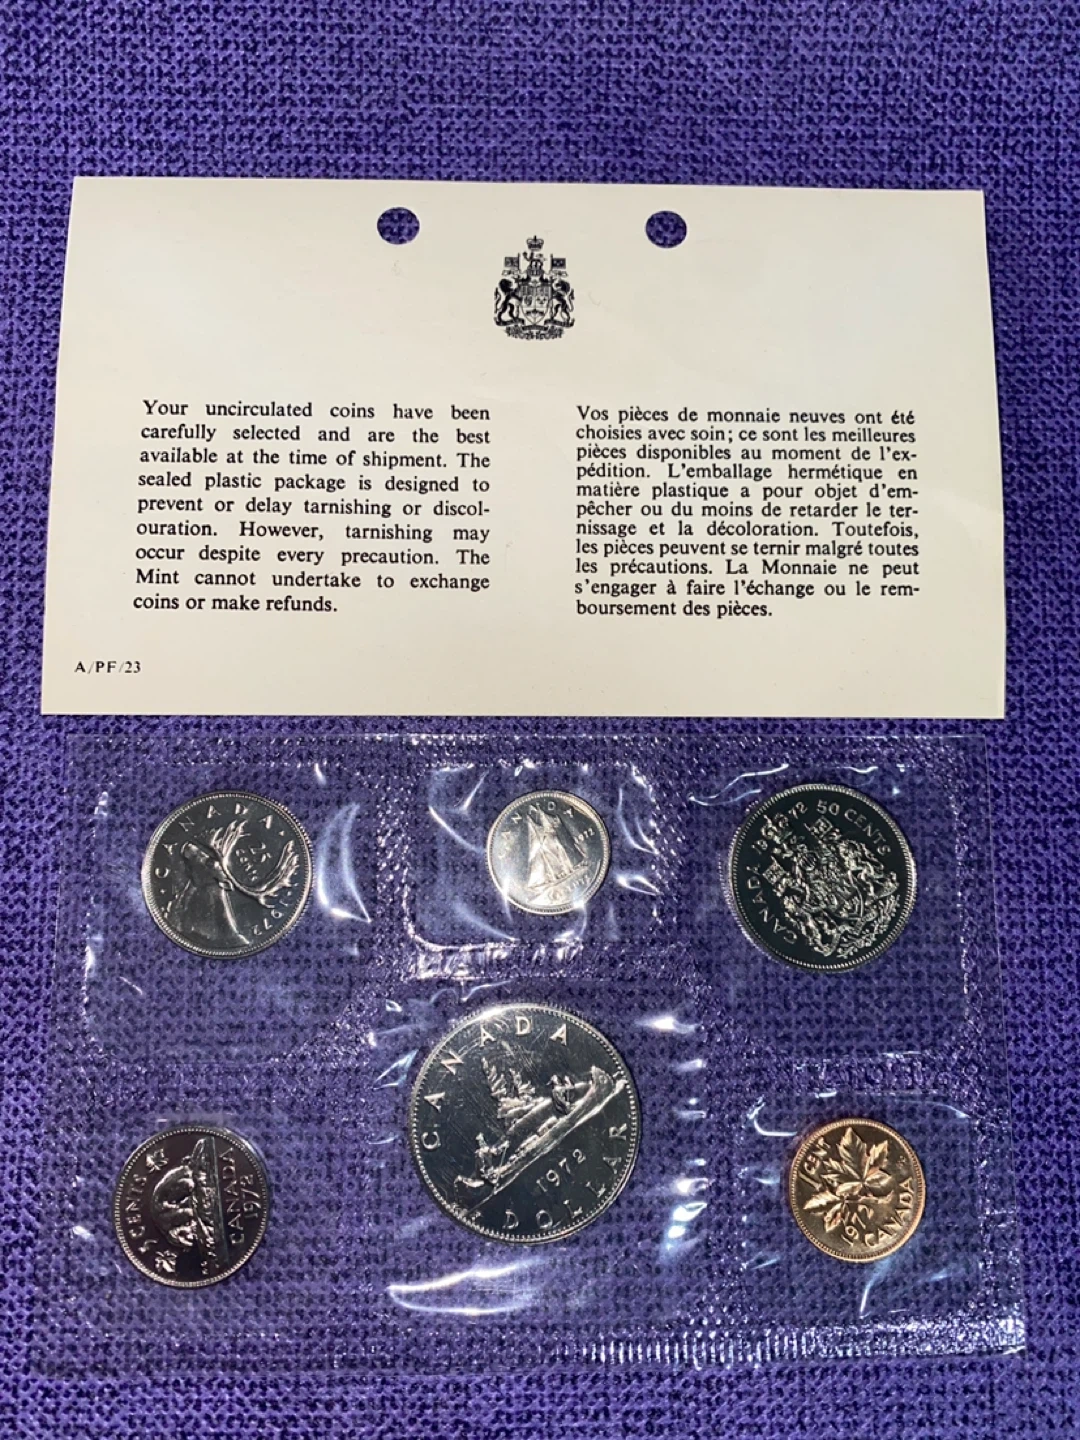 Your uncirculated coins have been
carefully selected and are the best
available at the time of shipment. The
sealed plastic package is designed to
prevent or delay tarnishing or discol-
ouration. However, tarnishing may
occur despite every precaution. The
Mint cannot undertake to exchange
coins or make refunds.
Vos pièces de monnaie neuves ont été
choisies avec soin; ce sont les meilleures
pièces disponibles au moment de l'ex-
pédition. L'emballage hermétique en
matière plastique a pour objet d'em-
pêcher ou du moins de retarder le ter-
nissage et la décoloration. Toutefois,
les pièces peuvent se ternir malgré toutes
les précautions. La Monnaie ne peut
s'engager à faire l'échange ou le rem-
boursement des pièces.
A/PF/23
CANADA
25
CENTS
1972
CANADA
1972
CANADA 1972 50 CENTS
5 CENTS
CANADA
1972
CANADA
1972
DOLLAR
1 CENT
1972
CANADA